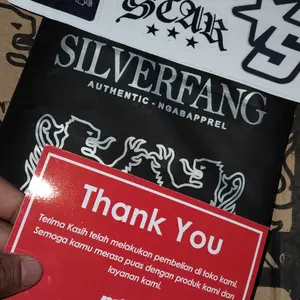 STAR
SILVERFANG
AUTHENTIC - NGABAPPREL
Thank You
Terima Kasih telah melakukan pembelian di toko kami.
Semoga kamu merasa puas dengan produk kami dan
layanan kami.